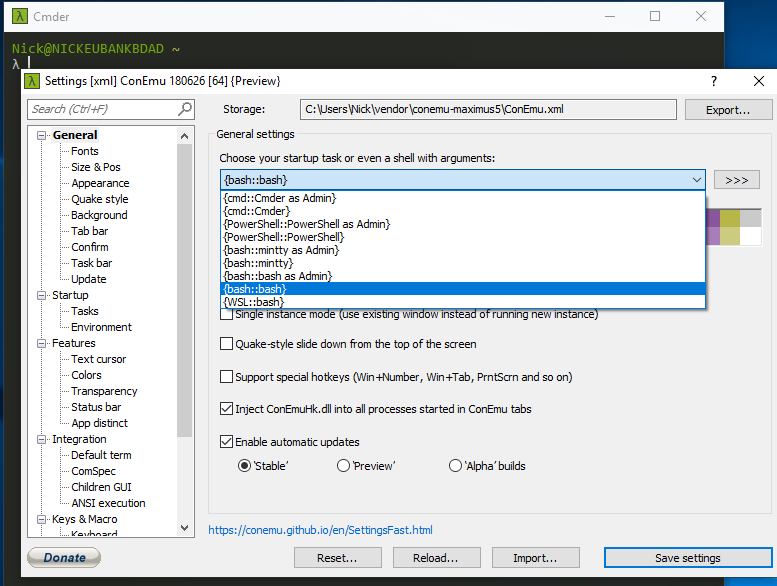 λ Cmder
Nick@NICKEUBANKBDAD ~
λ
λ Settings [xml] ConEmu 180626 [64] {Preview}
?
Search (Ctrl+F)
Storage:
C:\Users\Nick\vendor\conemu-maximus5\ConEmu.xml
Export...
General
Fonts
Size & Pos
Appearance
Quake style
Background
Tab bar
Confirm
Task bar
Update
Startup
Tasks
Environment
Features
Text cursor
Colors
Transparency
Status bar
App distinct
Integration
Default term
ComSpec
Children GUI
ANSI execution
Keys & Macro
Keyboard
General settings
Choose your startup task or even a shell with arguments:
{bash::bash}
>>>
{cmd::Cmder as Admin}
{cmd::Cmder}
{PowerShell::PowerShell as Admin}
{PowerShell::PowerShell}
{bash::mintty as Admin}
{bash::mintty}
{bash::bash as Admin}
{bash::bash}
{WSL::bash}
Single instance mode (use existing window instead of running new instance)
Quake-style slide down from the top of the screen
Support special hotkeys (Win+Number, Win+Tab, PrntScrn and so on)
Inject ConEmuHk.dll into all processes started in ConEmu tabs
Enable automatic updates
'Stable' 'Preview' 'Alpha' builds
https://conemu.github.io/en/SettingsFast.html
Donate
Reset...
Reload...
Import...
Save settings